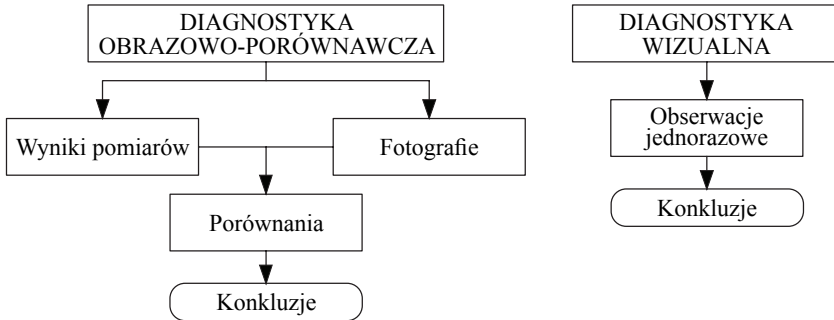 DIAGNOSTYKA
OBRAZOWO-PORÓWNAWCZA
Wyniki pomiarów
Fotografie
Porównania
Konkluzje
DIAGNOSTYKA
WIZUALNA
Obserwacje
jednorazowe
Konkluzje